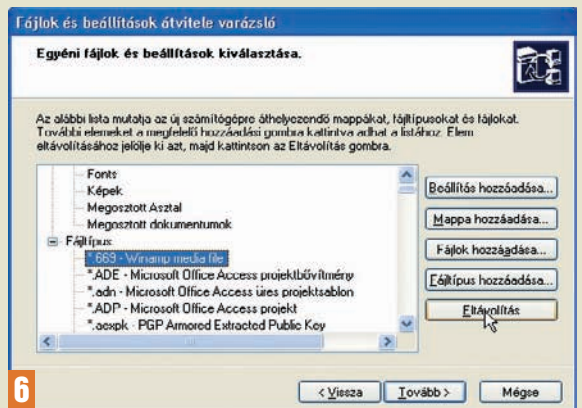 Fájlok és beállítások átvitele varázsló
Egyéni fájlok és beállítások kiválasztása.
Az alábbi lista mutatja az új számítógépre áthelyezendő mappákat, fájltípusokat és fájlokat.
További elemeket a megfelelő hozzáadási gombra kattintva adhat a listához. Elem
eltávolításához jelölje ki azt, majd kattintson az Eltávolítás gombra.
Fonts
Képek
Megosztott Asztal
Megosztott dokumentumok
Fájltípus
*.669 - Winamp media file
*.ADE - Microsoft Office Access projektbővítmény
*.adn - Microsoft Office Access üres projektsablon
*.ADP - Microsoft Office Access projekt
*.aexpk - PGP Armored Extracted Public Key
Beállítás hozzáadása...
Mappa hozzáadása...
Fájlok hozzáadása...
Fájltípus hozzáadása...
Eltávolítás
6
< Vissza
Tovább >
Mégse